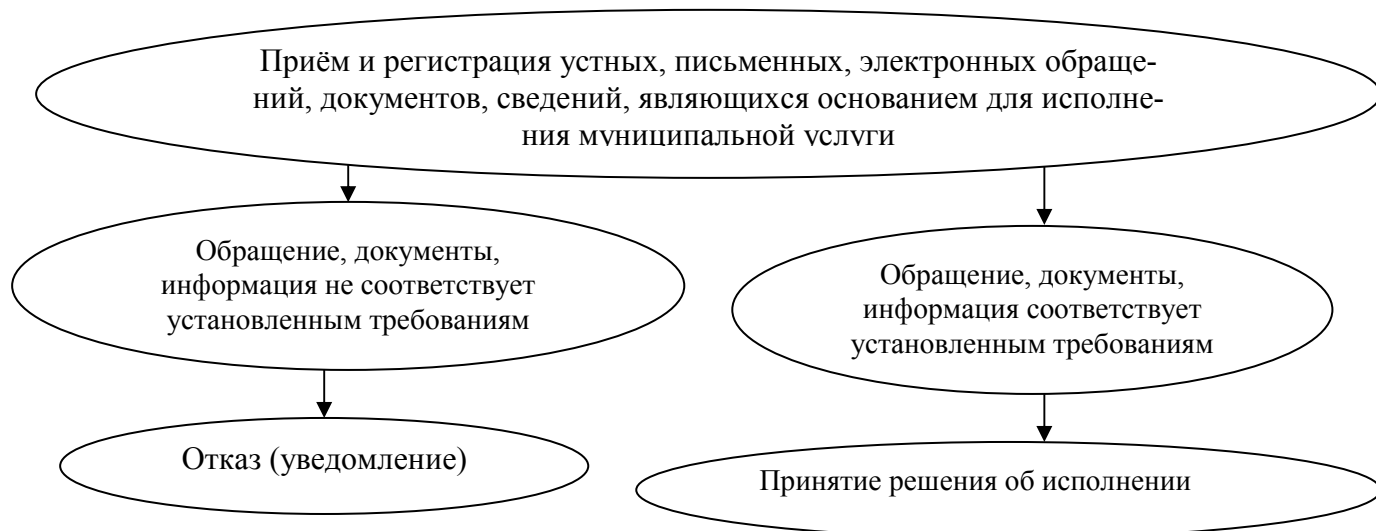 Приём и регистрация устных, письменных, электронных обраще-
ний, документов, сведений, являющихся основанием для исполне-
ния муниципальной услуги
Обращение, документы,
информация не соответствует
установленным требованиям
Обращение, документы,
информация соответствует
установленным требованиям
Отказ (уведомление)
Принятие решения об исполнении